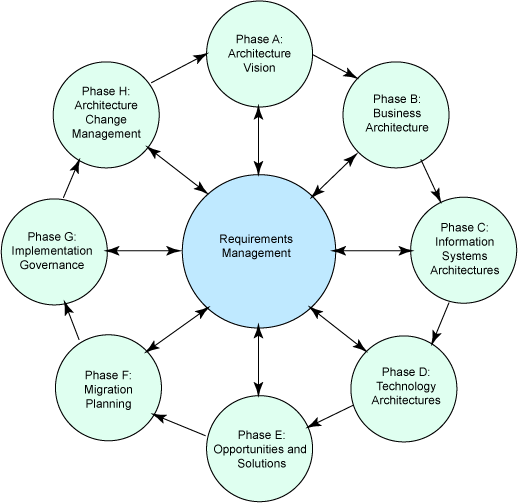 Phase A:
Architecture
Vision
Phase B:
Business
Architecture
Phase C:
Information
Systems
Architectures
Phase D:
Technology
Architectures
Phase E:
Opportunities and
Solutions
Phase F:
Migration
Planning
Phase G:
Implementation
Governance
Phase H:
Architecture
Change
Management
Requirements
Management